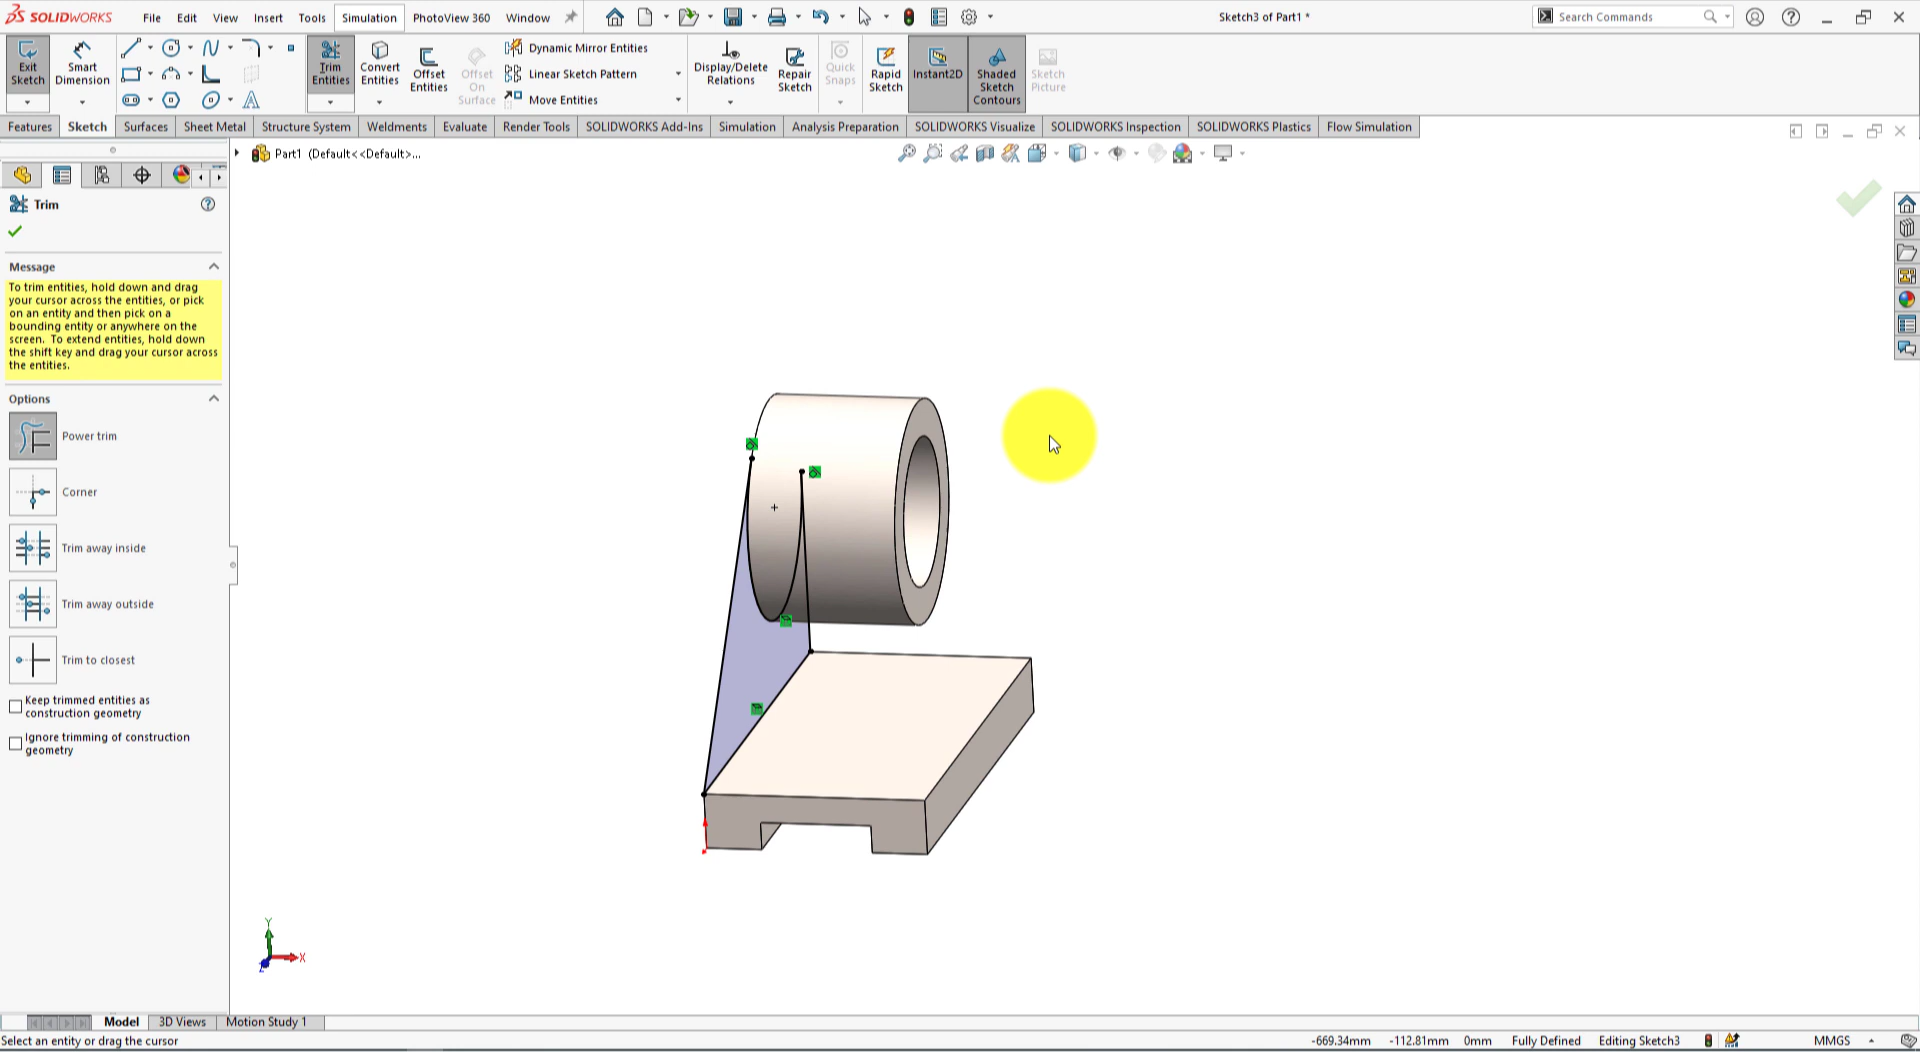 SOLIDWORKS File Edit View Insert Tools Simulation PhotoView 360 Window Sketch3 of Part1 * Search Commands
Exit Sketch
Smart Dimension
Trim Entities
Convert Entities
Offset Entities
Offset On Surface
Dynamic Mirror Entities
Linear Sketch Pattern
Move Entities
Display/Delete Relations
Repair Sketch
Quick Snaps
Rapid Sketch
Instant2D
Shaded Sketch Contours
Sketch Picture
Features Sketch Surfaces Sheet Metal Structure System Weldments Evaluate Render Tools SOLIDWORKS Add-Ins Simulation Analysis Preparation SOLIDWORKS Visualize SOLIDWORKS Inspection SOLIDWORKS Plastics Flow Simulation
Part1 (Default<<Default>...
Trim
Message
To trim entities, hold down and drag
your cursor across the entities, or pick
on an entity and then pick on a
bounding entity or anywhere on the
screen. To extend entities, hold down
the shift key and drag your cursor across
the entities.
Options
Power trim
Corner
Trim away inside
Trim away outside
Trim to closest
Keep trimmed entities as
construction geometry
Ignore trimming of construction
geometry
Y
X
Z
Model 3D Views Motion Study 1
Select an entity or drag the cursor -669.34mm -112.81mm 0mm Fully Defined Editing Sketch3 MMGS